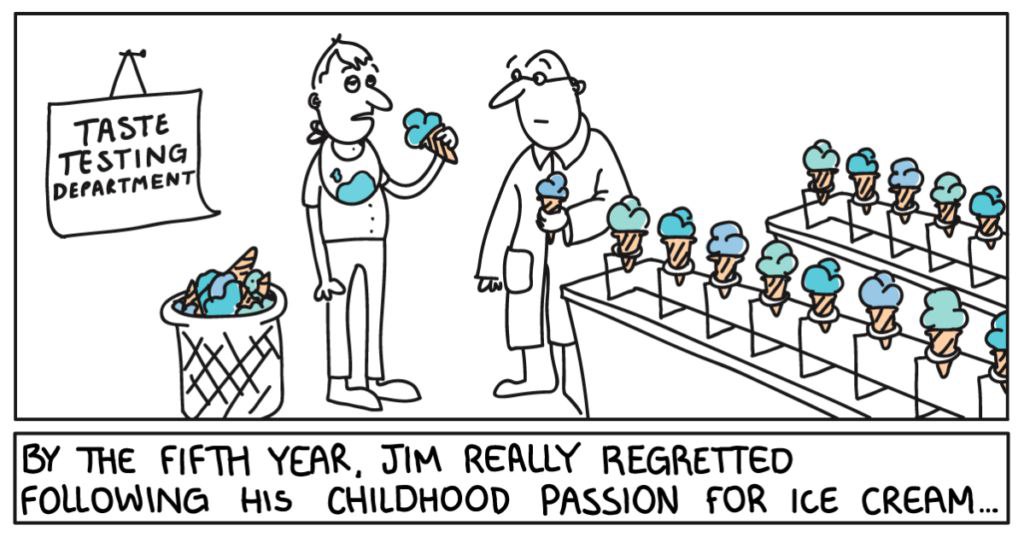 TASTE
TESTING
DEPARTMENT
BY THE FIFTH YEAR, JIM REALLY REGRETTED
FOLLOWING HIS CHILDHOOD PASSION FOR ICE CREAM...